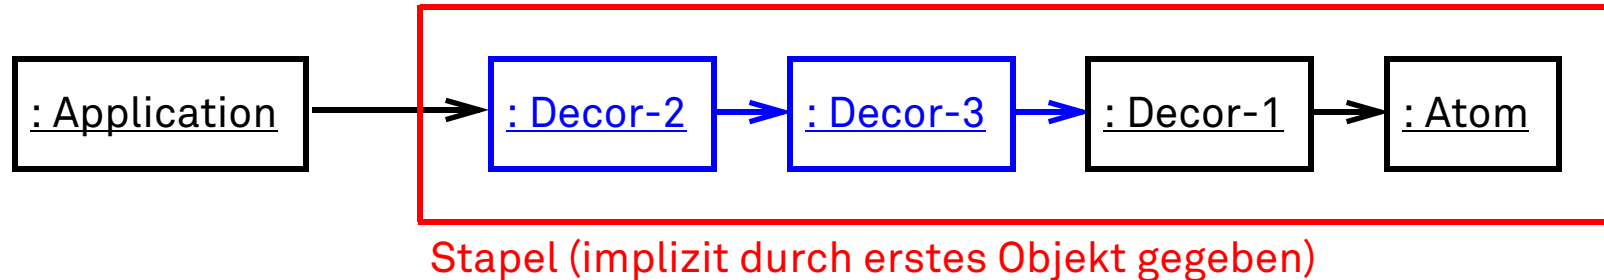 : Application
: Decor-2
: Decor-3
: Decor-1
: Atom
Stapel (implizit durch erstes Objekt gegeben)